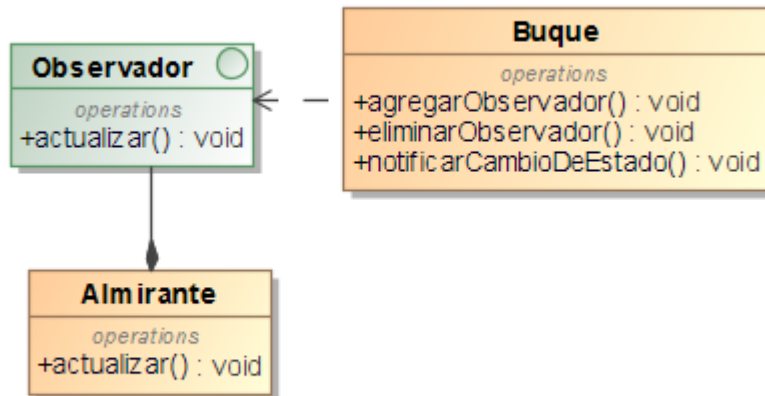 Observador
operations
+actualizar() : void
Buque
operations
+agregarObservador() : void
+eliminarObservador() : void
+notificarCambioDeEstado() : void
Almirante
operations
+actualizar() : void